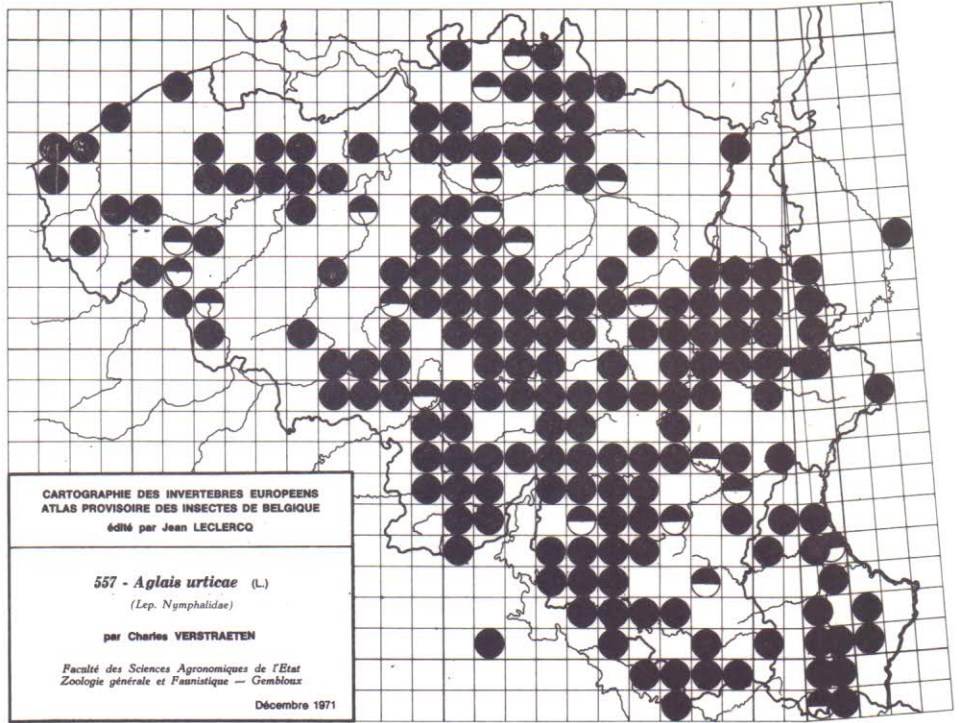 CARTOGRAPHIE DES INVERTEBRES EUROPEENS
ATLAS PROVISOIRE DES INSECTES DE BELGIQUE
édité par Jean LECLERCQ
557 - Aglais urticae (L.)
(Lep. Nymphalidae)
par Charles VERSTRAETEN
Faculté des Sciences Agronomiques de l'Etat
Zoologie générale et Faunistique — Gembloux
Décembre 1971